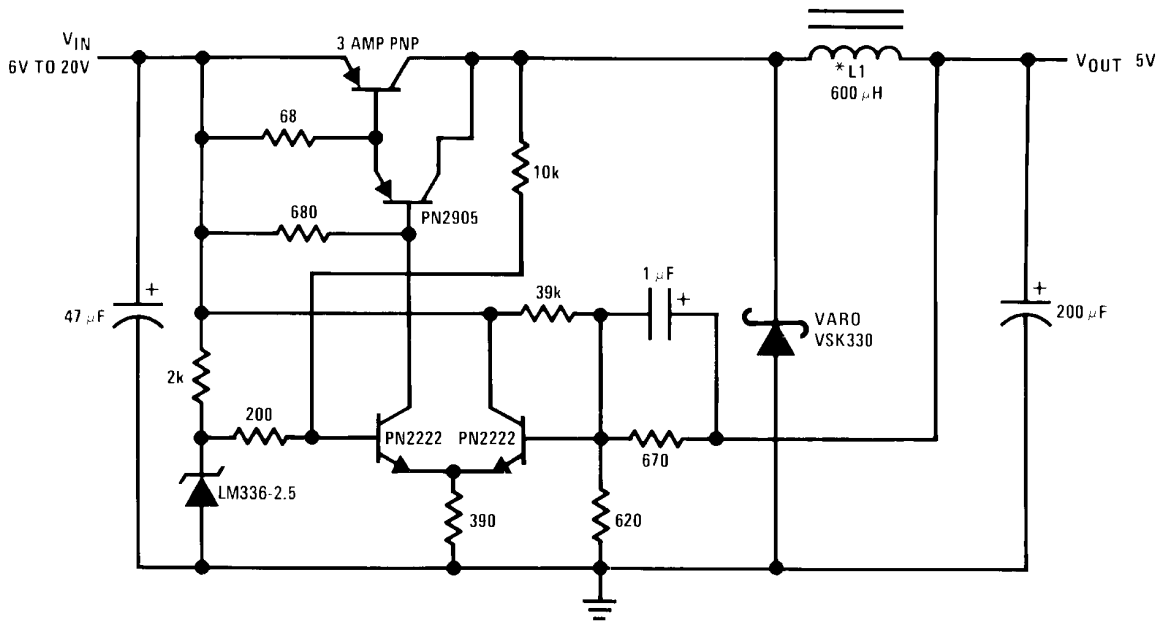 V_IN
6V TO 20V
3 AMP PNP
* L1
600 μH
V_OUT 5V
68
10k
PN2905
680
1 μF
+
+
+
39k
47 μF
VARO
VSK330
200 μF
2k
200
PN2222
PN2222
670
LM336-2.5
390
620